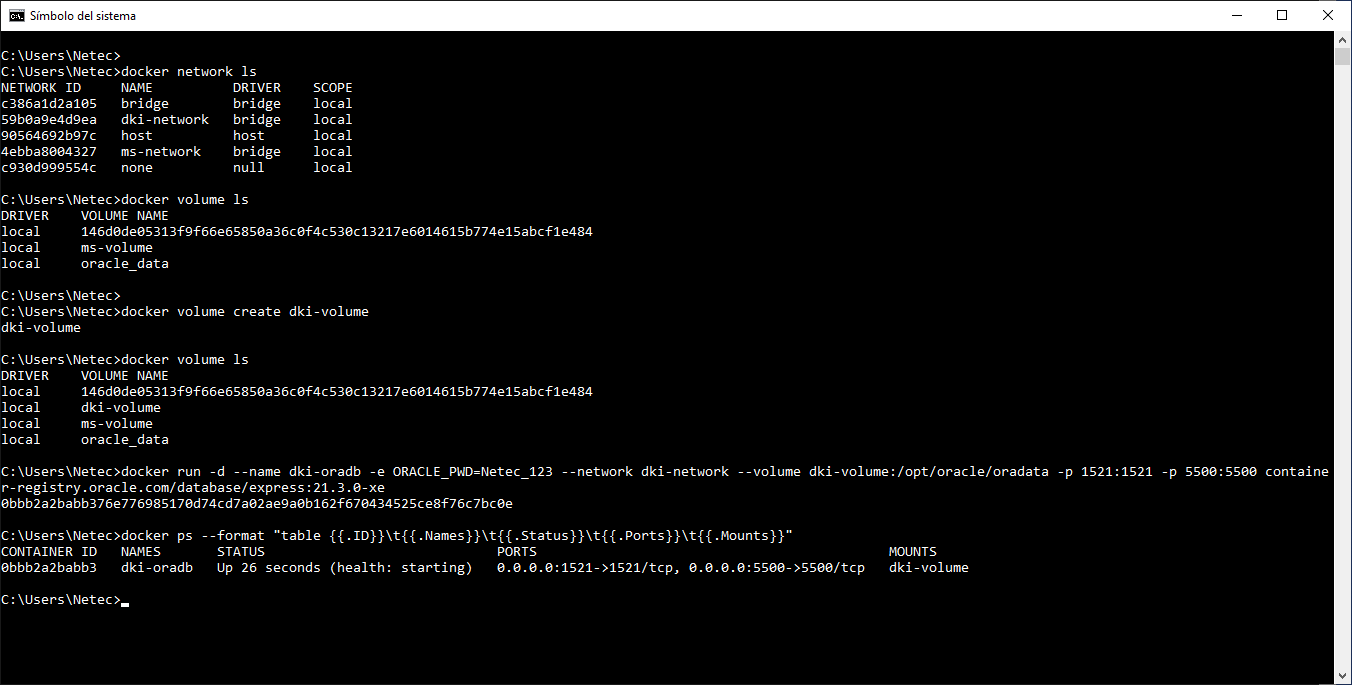 Símbolo del sistema
C:\Users\Netec>
C:\Users\Netec>docker network ls
NETWORK ID     NAME          DRIVER    SCOPE
c386a1d2a105   bridge        bridge    local
59b0a9e4d9ea   dki-network   bridge    local
90564692b97c   host          host      local
4ebba8004327   ms-network    bridge    local
c930d999554c   none          null      local
C:\Users\Netec>docker volume ls
DRIVER    VOLUME NAME
local     146d0de05313f9f66e65850a36c0f4c530c13217e6014615b774e15abcf1e484
local     ms-volume
local     oracle_data
C:\Users\Netec>
C:\Users\Netec>docker volume create dki-volume
dki-volume
C:\Users\Netec>docker volume ls
DRIVER    VOLUME NAME
local     146d0de05313f9f66e65850a36c0f4c530c13217e6014615b774e15abcf1e484
local     dki-volume
local     ms-volume
local     oracle_data
C:\Users\Netec>docker run -d --name dki-oradb -e ORACLE_PWD=Netec_123 --network dki-network --volume dki-volume:/opt/oracle/oradata -p 1521:1521 -p 5500:5500 containe
r-registry.oracle.com/database/express:21.3.0-xe
0bbb2a2babb376e776985170d74cd7a02ae9a0b162f670434525ce8f76c7bc0e
C:\Users\Netec>docker ps --format "table {{.ID}}\t{{.Names}}\t{{.Status}}\t{{.Ports}}\t{{.Mounts}}"
CONTAINER ID   NAMES       STATUS                             PORTS                                            MOUNTS
0bbb2a2babb3   dki-oradb   Up 26 seconds (health: starting)   0.0.0.0:1521->1521/tcp, 0.0.0.0:5500->5500/tcp   dki-volume
C:\Users\Netec>